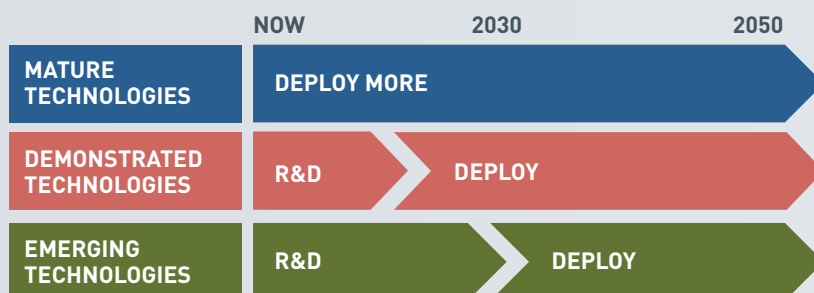 NOW 2030 2050
MATURE
TECHNOLOGIES
DEPLOY MORE
DEMONSTRATED
TECHNOLOGIES
R&D DEPLOY
EMERGING
TECHNOLOGIES
R&D DEPLOY